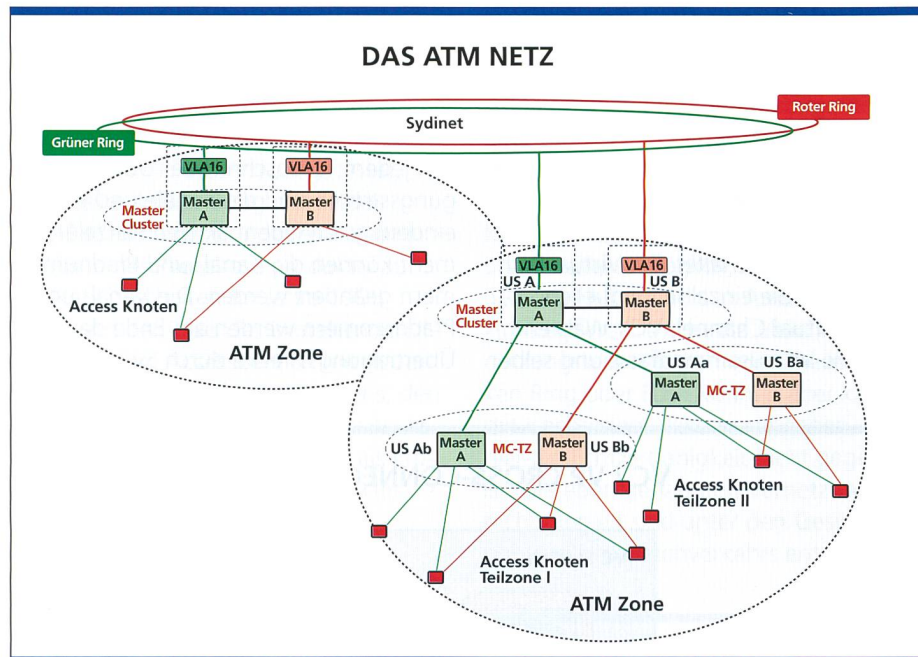 DAS ATM NETZ
Roter Ring
Sydinet
Grüner Ring
VLA16
VLA16
Master
Cluster
Master
A
Master
B
Access Knoten
ATM Zone
VLA16
VLA16
US A
US B
Master
Cluster
Master
A
Master
B
US Aa
US Ba
Master
A
MC-TZ
Master
B
US Ab
Master
A
MC-TZ
Master
B
US Bb
Access Knoten
Teilzone II
Access Knoten
Teilzone I
ATM Zone